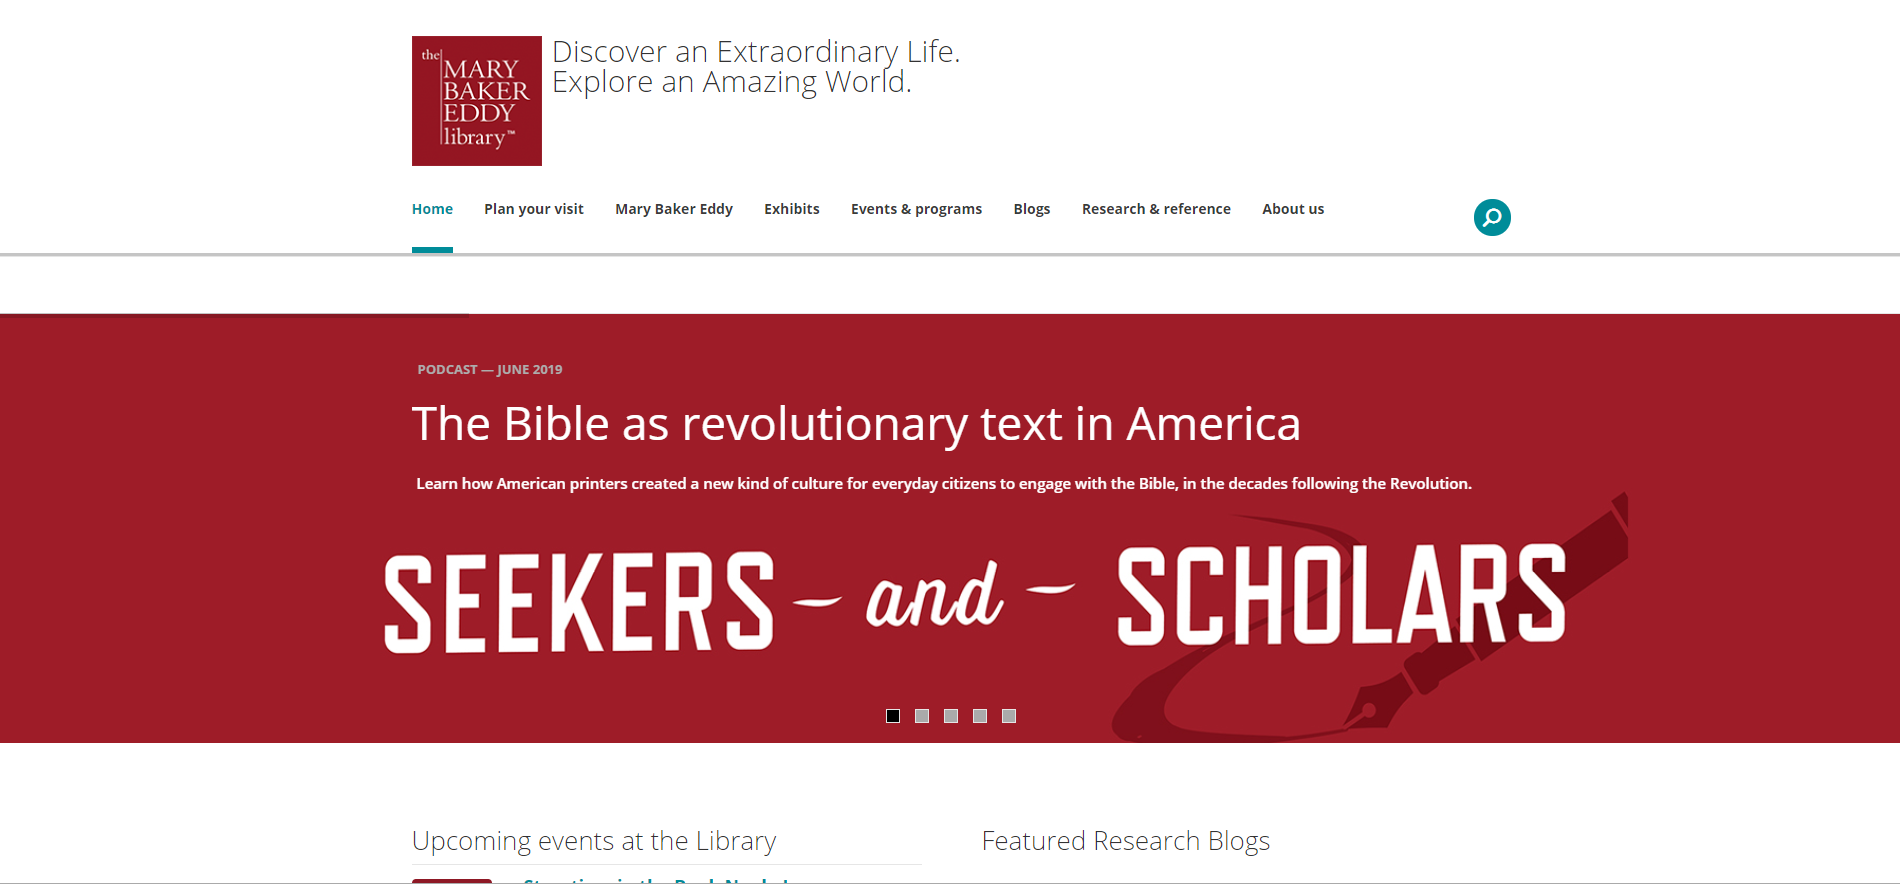 the
MARY
BAKER
EDDY
library™
Discover an Extraordinary Life.
Explore an Amazing World.
Home Plan your visit Mary Baker Eddy Exhibits Events & programs Blogs Research & reference About us
PODCAST — JUNE 2019
The Bible as revolutionary text in America
Learn how American printers created a new kind of culture for everyday citizens to engage with the Bible, in the decades following the Revolution.
SEEKERS – and – SCHOLARS
Upcoming events at the Library
Featured Research Blogs